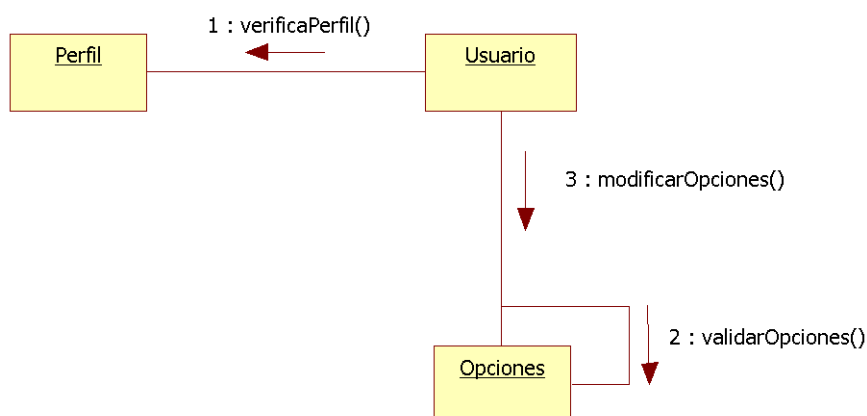 1 : verificaPerfil()
Perfil
Usuario
3 : modificarOpciones()
2 : validarOpciones()
Opciones